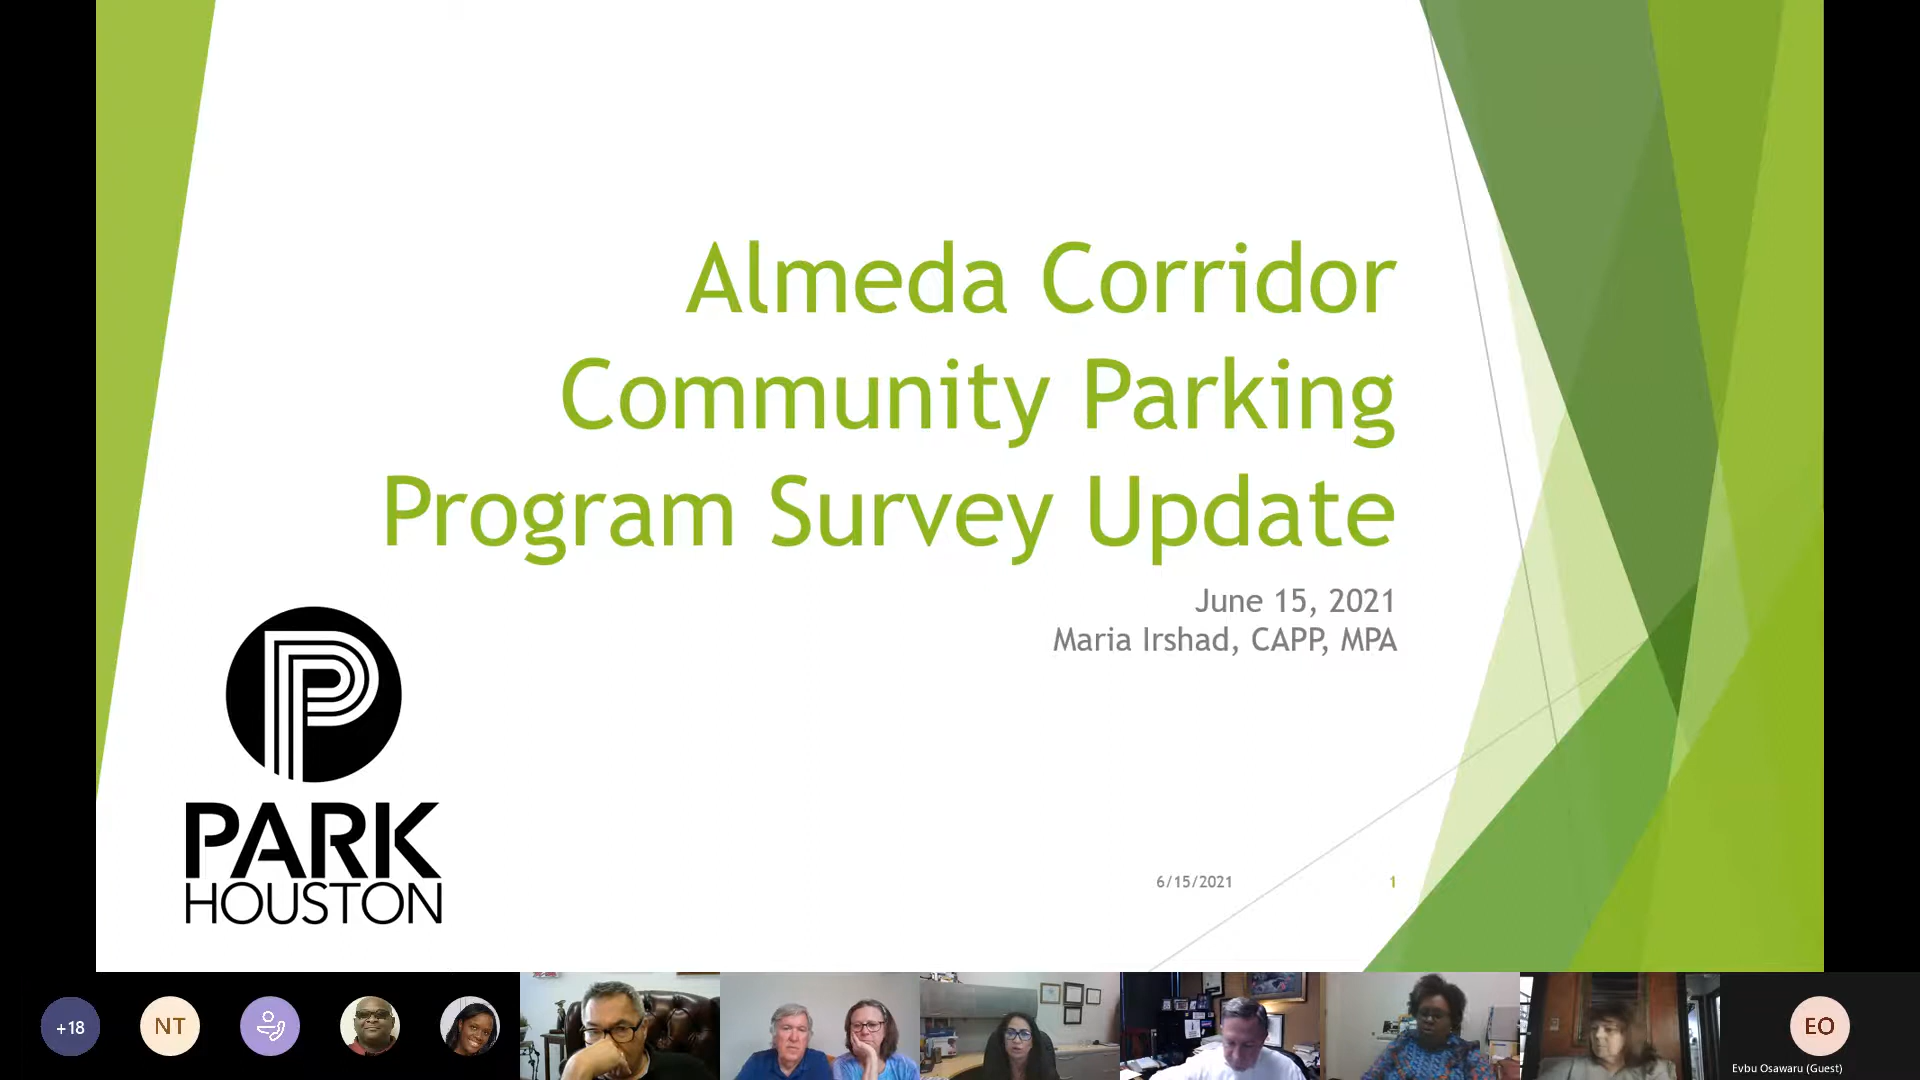 Almeda Corridor
Community Parking
Program Survey Update
June 15, 2021
Maria Irshad, CAPP, MPA
PARK
HOUSTON
6/15/2021
1
+18
NT
EO
Evbu Osawaru (Guest)